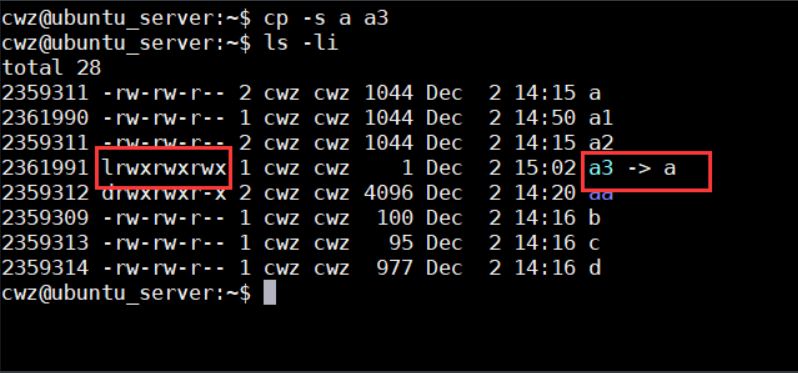 cwz@ubuntu_server:~$ cp -s a a3
cwz@ubuntu_server:~$ ls -li
total 28
2359311 -rw-rw-r-- 2 cwz cwz 1044 Dec  2 14:15 a
2361990 -rw-rw-r-- 1 cwz cwz 1044 Dec  2 14:50 a1
2359311 -rw-rw-r-- 2 cwz cwz 1044 Dec  2 14:15 a2
2361991 lrwxrwxrwx 1 cwz cwz    1 Dec  2 15:02 a3 -> a
2359312 drwxrwxr-x 2 cwz cwz 4096 Dec  2 14:20 aa
2359309 -rw-rw-r-- 1 cwz cwz  100 Dec  2 14:16 b
2359313 -rw-rw-r-- 1 cwz cwz   95 Dec  2 14:16 c
2359314 -rw-rw-r-- 1 cwz cwz  977 Dec  2 14:16 d
cwz@ubuntu_server:~$